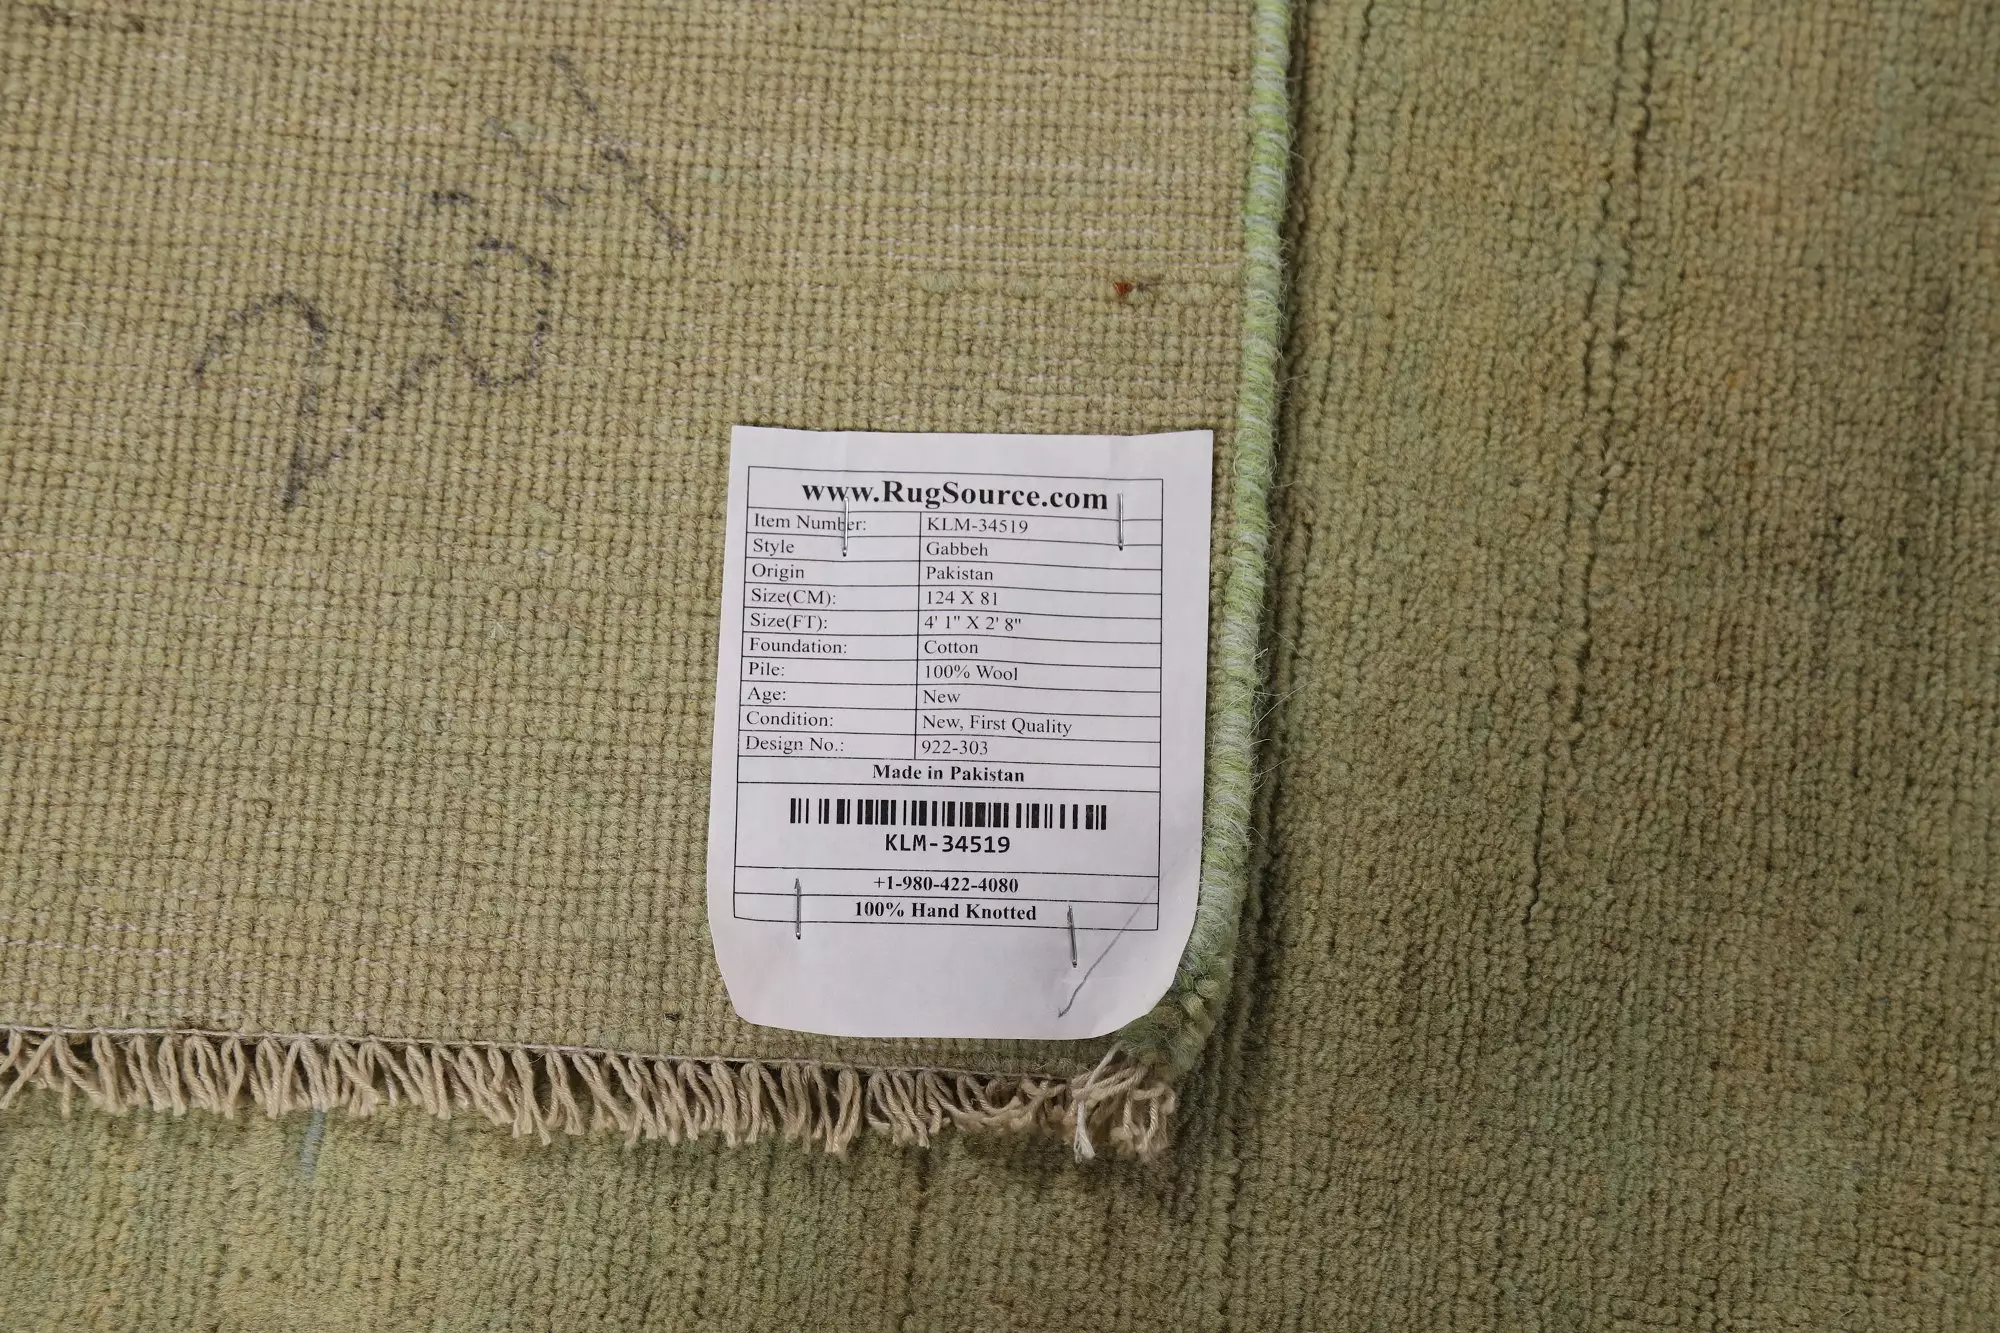 www.RugSource.com
Item Number: KLM-34519
Style Gabbeh
Origin Pakistan
Size(CM): 124 X 81
Size(FT): 4' 1" X 2' 8"
Foundation: Cotton
Pile: 100% Wool
Age: New
Condition: New, First Quality
Design No.: 922-303
Made in Pakistan
KLM-34519
+1-980-422-4080
100% Hand Knotted